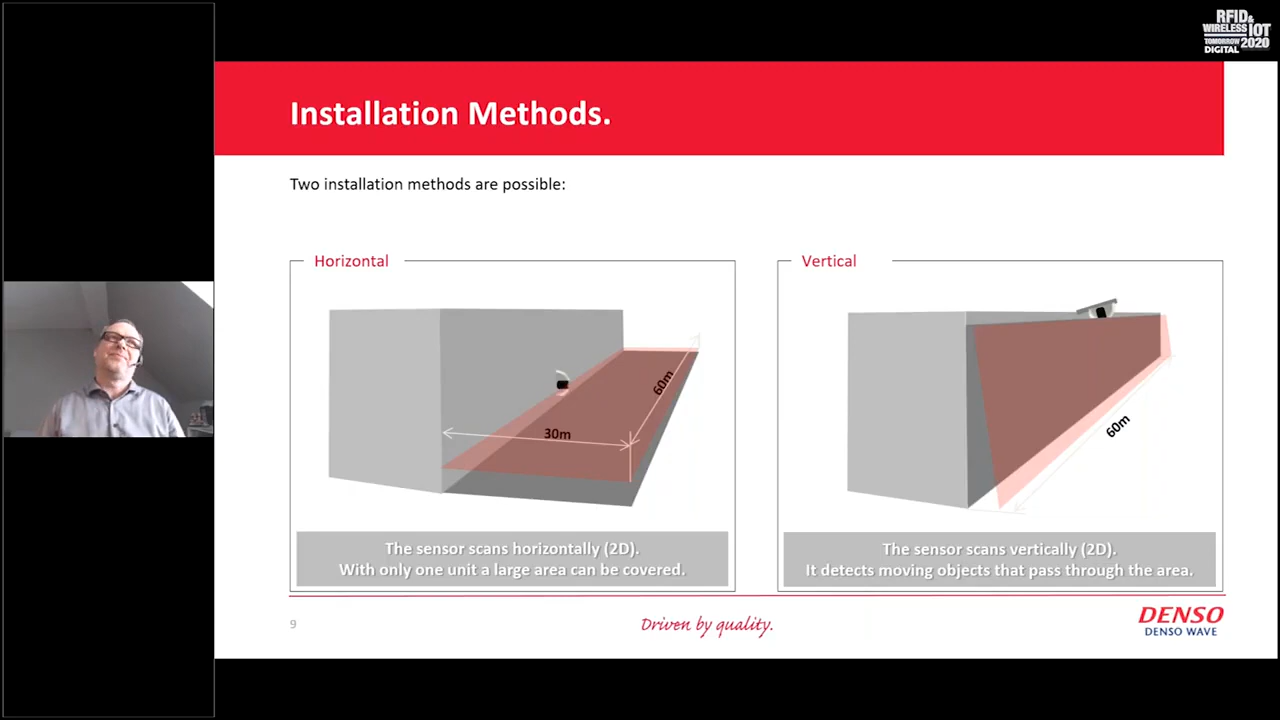 RFID&
WIRELESS IOT
TOMORROW 2020
DIGITAL
Installation Methods.
Two installation methods are possible:
Horizontal
60m
30m
The sensor scans horizontally (2D).
With only one unit a large area can be covered.
Vertical
60m
The sensor scans vertically (2D).
It detects moving objects that pass through the area.
9
Driven by quality.
DENSO
DENSO WAVE